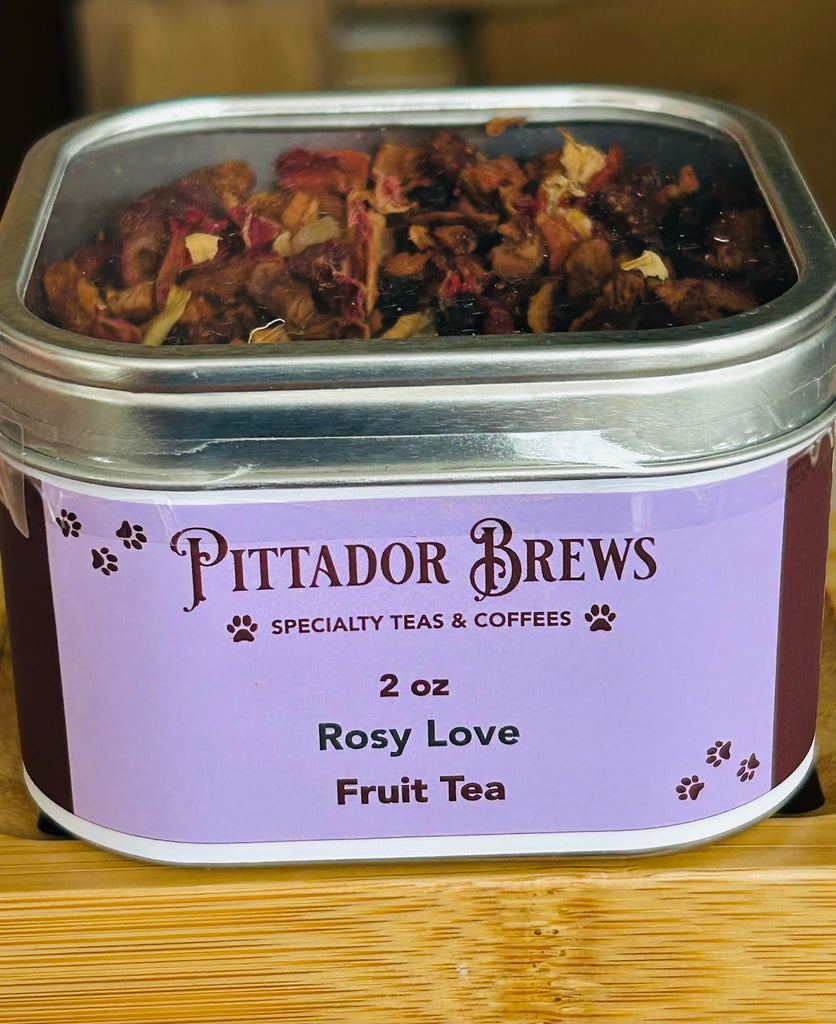 Pittador Brews
SPECIALTY TEAS & COFFEES
2 oz
Rosy Love
Fruit Tea